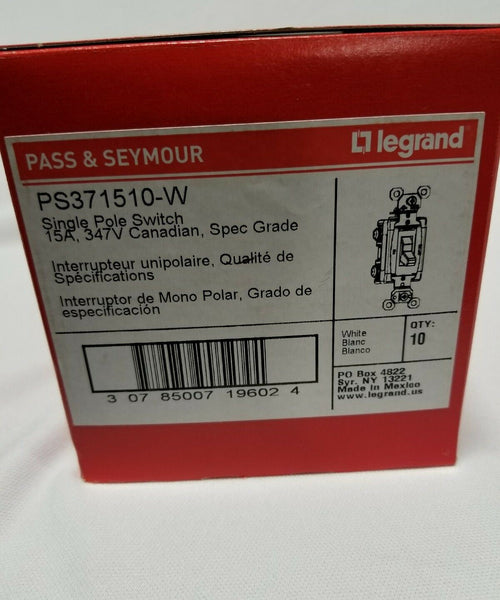 PASS & SEYMOUR
legrand
PS371510-W
Single Pole Switch
15A, 347V Canadian, Spec Grade
Interrupteur unipolaire, Qualité de
Spécifications
Interruptor de Mono Polar, Grado de
especificación
3 07 85007 19602 4
White
Blanc
Blanco
QTY:
10
PO Box 4822
Syr. NY 13221
Made In Mexico
www.legrand.us